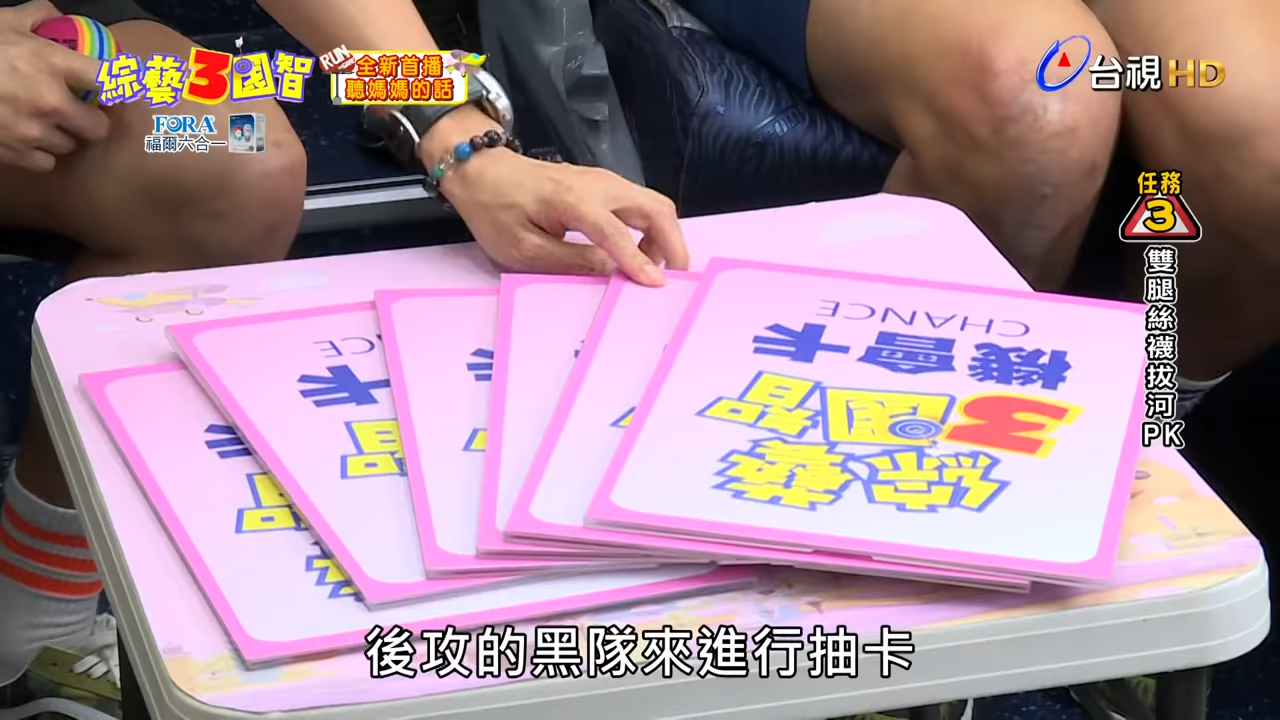 綜藝3國智
RUN
全新首播
聽媽媽的話
FORA
福爾六合一
台視HD
任務
3
雙腿絲襪拔河PK
綜藝
3國智
機會卡
CHANCE
後攻的黑隊來進行抽卡